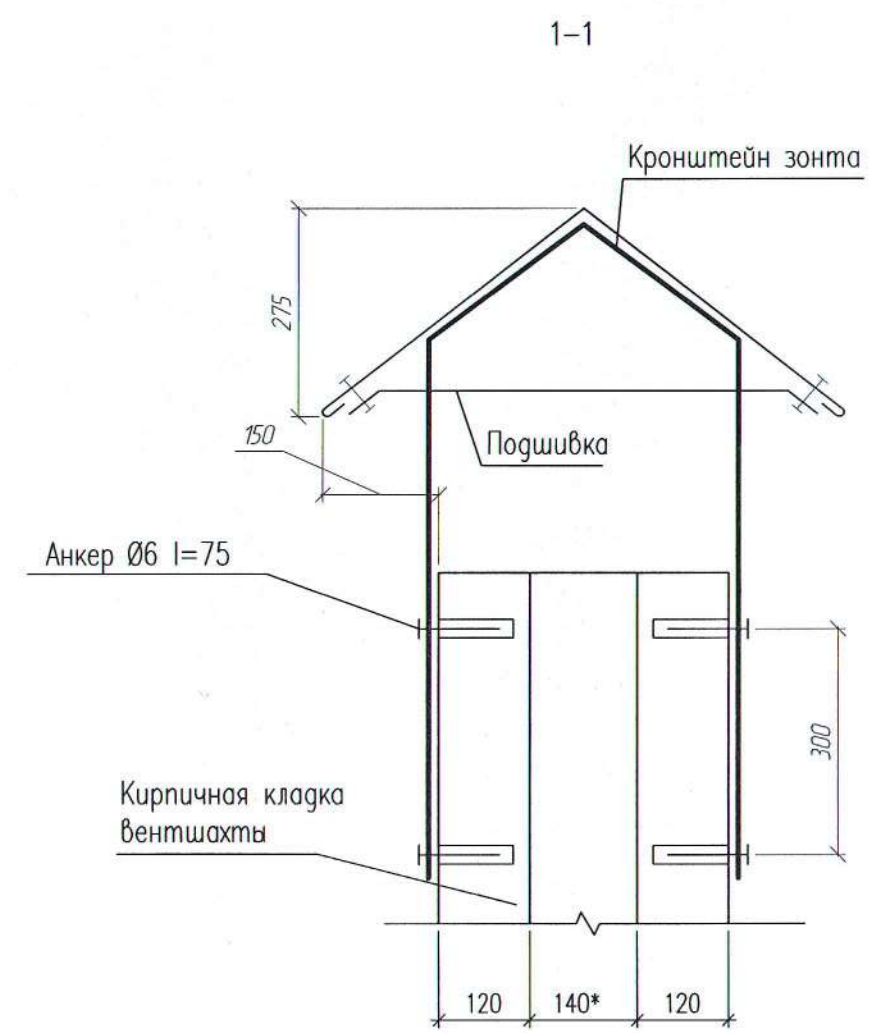 1-1
Кронштейн зонта
275
150
Подшивка
Анкер Ø6 l=75
300
Кирпичная кладка
вентшахты
120 140* 120